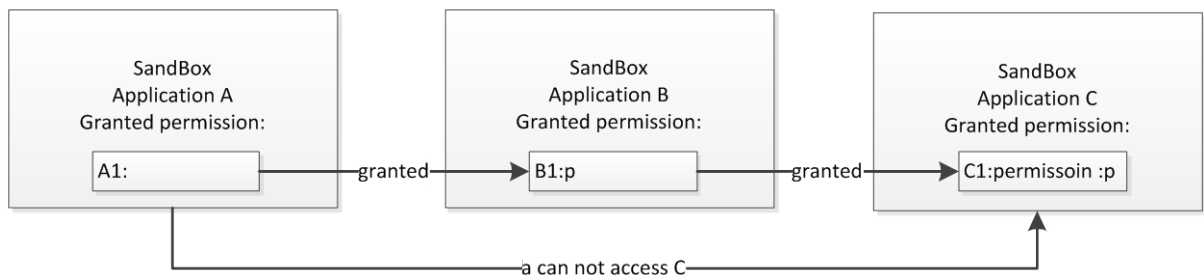 SandBox
Application A
Granted permission:
A1:
granted
SandBox
Application B
Granted permission:
B1:p
granted
SandBox
Application C
Granted permission:
C1:permissoin :p
a can not access C